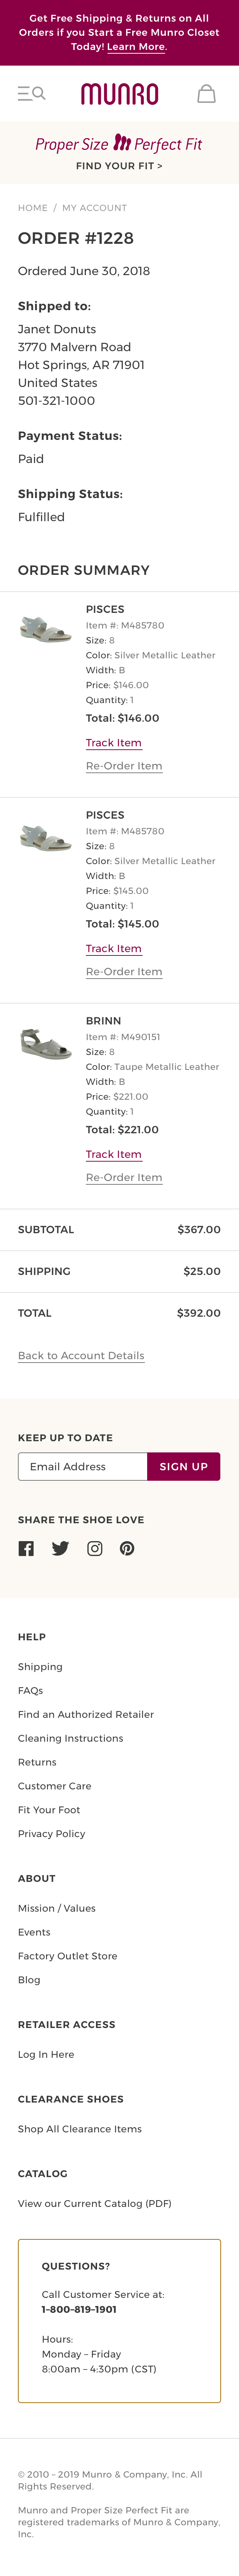 Get Free Shipping & Returns on All
Orders if you Start a Free Munro Closet
Today! Learn More.
MUNRO
Proper Size Perfect Fit
FIND YOUR FIT >
HOME / MY ACCOUNT
ORDER #1228
Ordered June 30, 2018
Shipped to:
Janet Donuts
3770 Malvern Road
Hot Springs, AR 71901
United States
501-321-1000
Payment Status:
Paid
Shipping Status:
Fulfilled
ORDER SUMMARY
PISCES
Item #: M485780
Size: 8
Color: Silver Metallic Leather
Width: B
Price: $146.00
Quantity: 1
Total: $146.00
Track Item
Re-Order Item
PISCES
Item #: M485780
Size: 8
Color: Silver Metallic Leather
Width: B
Price: $145.00
Quantity: 1
Total: $145.00
Track Item
Re-Order Item
BRINN
Item #: M490151
Size: 8
Color: Taupe Metallic Leather
Width: B
Price: $221.00
Quantity: 1
Total: $221.00
Track Item
Re-Order Item
SUBTOTAL $367.00
SHIPPING $25.00
TOTAL $392.00
Back to Account Details
KEEP UP TO DATE
Email Address SIGN UP
SHARE THE SHOE LOVE
HELP
Shipping
FAQs
Find an Authorized Retailer
Cleaning Instructions
Returns
Customer Care
Fit Your Foot
Privacy Policy
ABOUT
Mission / Values
Events
Factory Outlet Store
Blog
RETAILER ACCESS
Log In Here
CLEARANCE SHOES
Shop All Clearance Items
CATALOG
View our Current Catalog (PDF)
QUESTIONS?
Call Customer Service at:
1-800-819-1901
Hours:
Monday – Friday
8:00am – 4:30pm (CST)
© 2010 – 2019 Munro & Company, Inc. All
Rights Reserved.
Munro and Proper Size Perfect Fit are
registered trademarks of Munro & Company,
Inc.